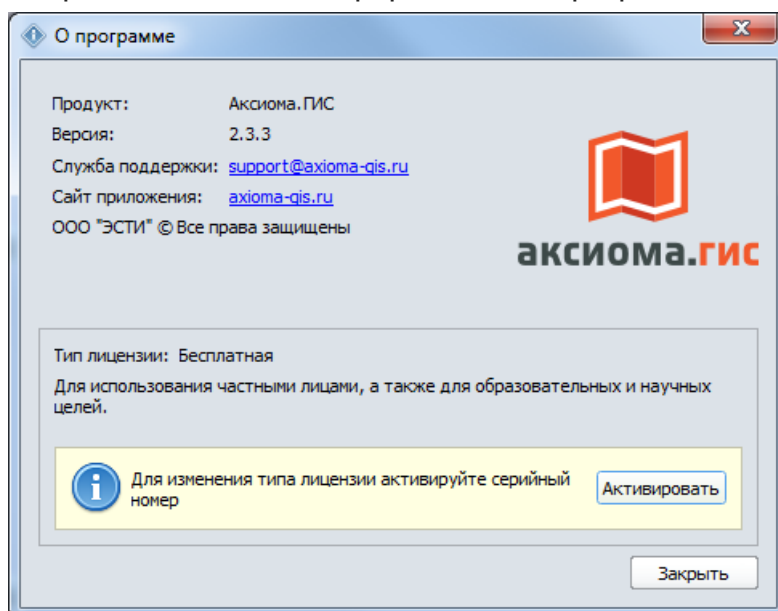 О программе
Продукт: Аксиома.ГИС
Версия: 2.3.3
Служба поддержки: support@axioma-gis.ru
Сайт приложения: axioma-gis.ru
ООО "ЭСТИ" © Все права защищены
аксиома.гис
Тип лицензии: Бесплатная
Для использования частными лицами, а также для образовательных и научных
целей.
Для изменения типа лицензии активируйте серийный
номер
Активировать
Закрыть